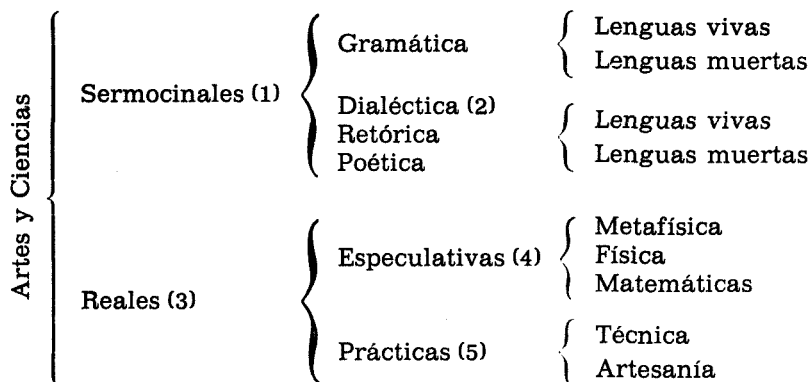 Artes y Ciencias
Sermocinales (1)
Gramática
Lenguas vivas
Lenguas muertas
Dialéctica (2)
Retórica
Poética
Lenguas vivas
Lenguas muertas
Reales (3)
Especulativas (4)
Metafísica
Física
Matemáticas
Prácticas (5)
Técnica
Artesanía